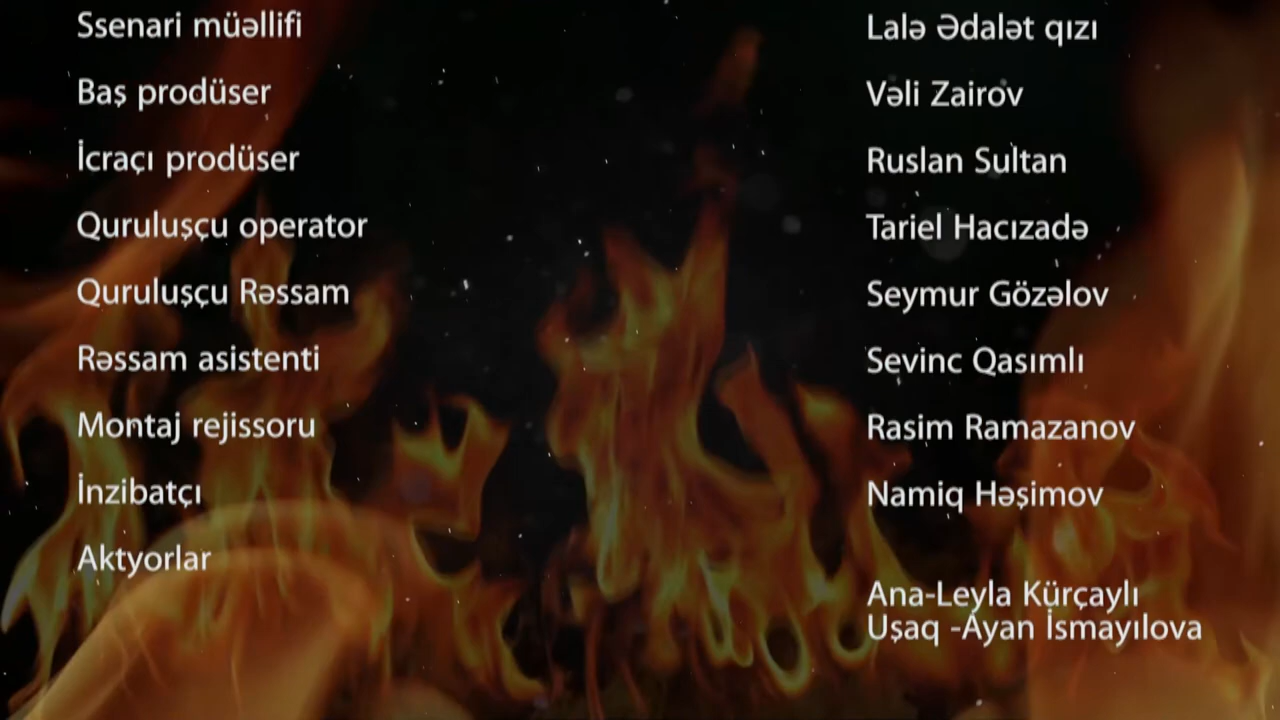 Ssenari müəllifi Lalə Ədalət qızı
Baş prodüser Vəli Zairov
İcraçı prodüser Ruslan Sultan
Quruluşçu operator Tariel Hacızadə
Quruluşçu Rəssam Seymur Gözəlov
Rəssam asistenti Sevinc Qasımlı
Montaj rejissoru Rasim Ramazanov
İnzibatçı Namiq Həşimov
Aktyorlar
Ana-Leyla Kürçaylı
Uşaq -Ayan İsmayılova